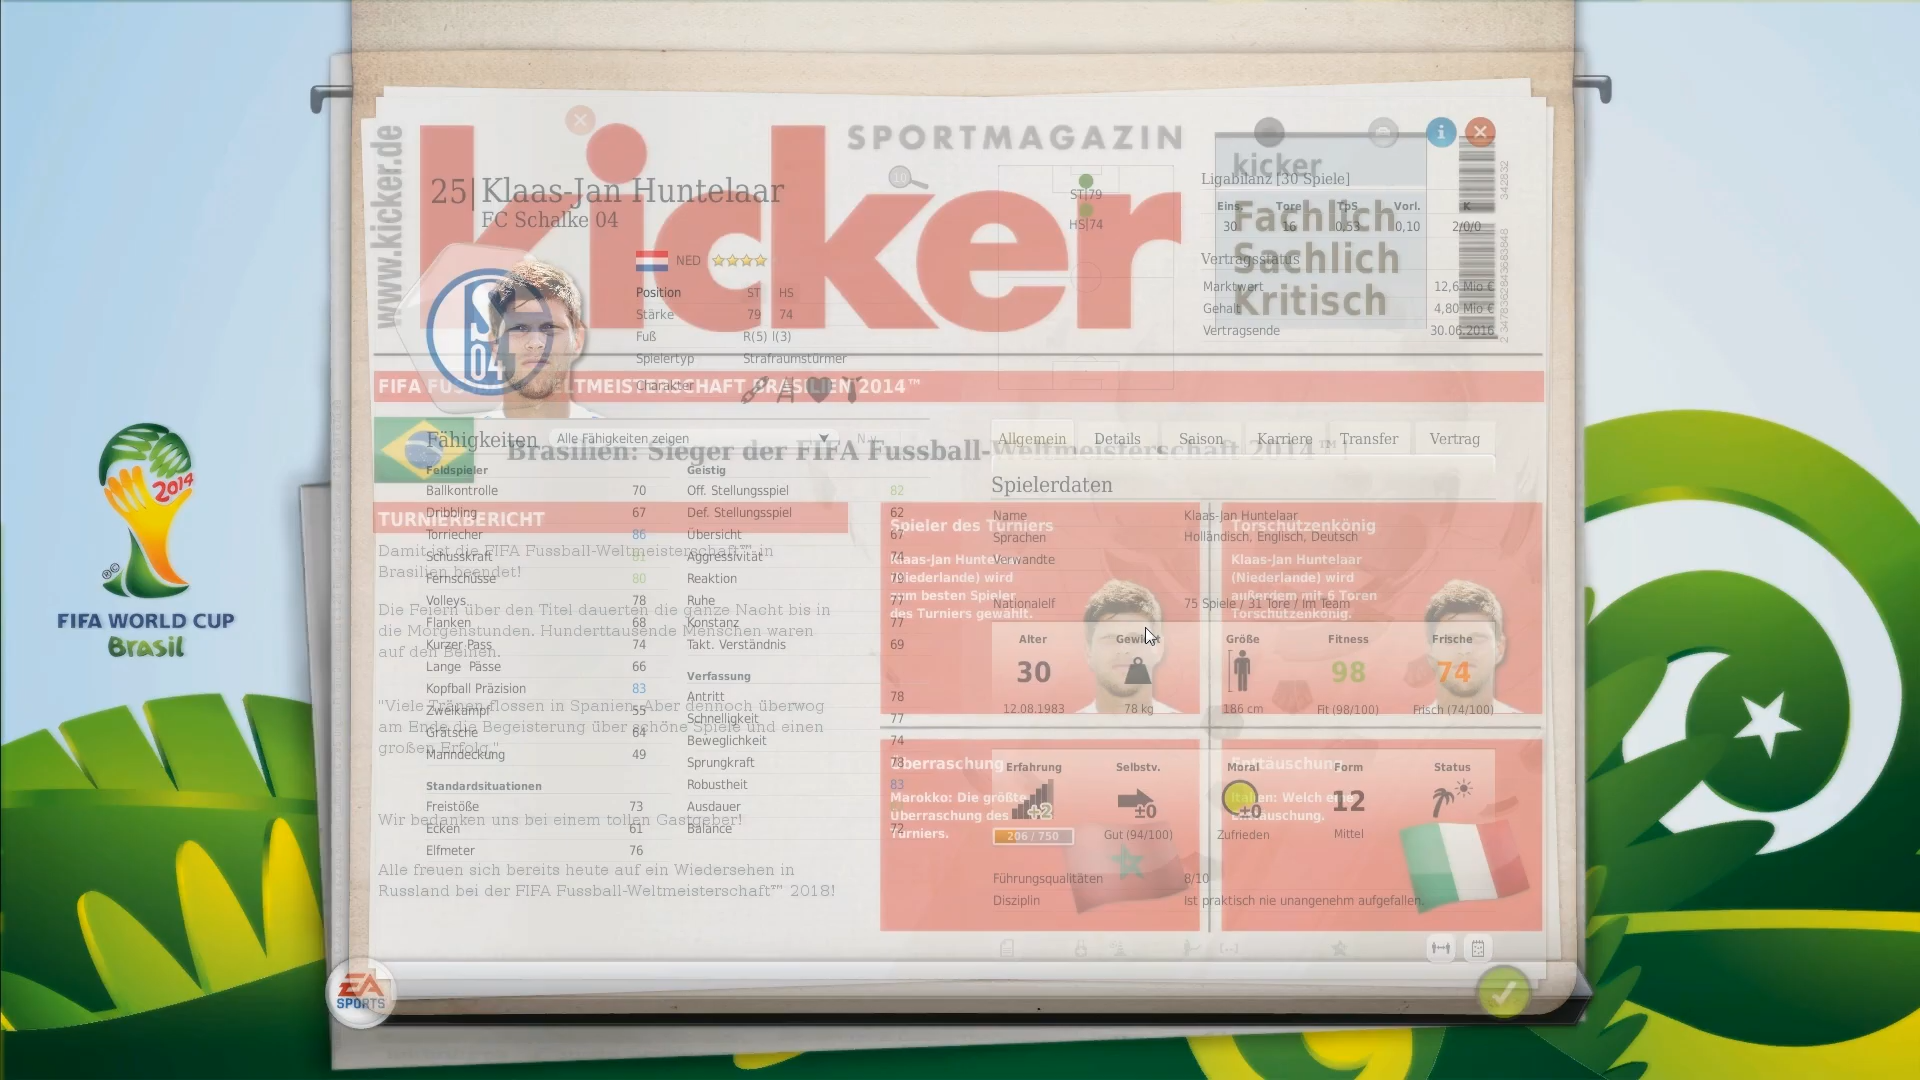 www.kicker.de
kicker
SPORTMAGAZIN
kicker
Fachlich
Sachlich
Kritisch
342832
25| Klaas-Jan Huntelaar
FC Schalke 04
NED
Position ST HS
Stärke 79 74
Fuß R(5) l(3)
Spielertyp Strafraumstürmer
Charakter
10
ST|79
HS|74
Ligabilanz [30 Spiele]
Eins. Tore TpS Vorl. K
30 16 0,53 0,10 2/0/0
Vertragsstatus
Marktwert 12,6 Mio €
Gehalt 4,80 Mio €
Vertragsende 30.06.2016
FIFA FUSSBALL-WELTMEISTERSCHAFT BRASILIEN 2014™
Brasilien: Sieger der FIFA Fussball-Weltmeisterschaft 2014™!
Fähigkeiten Alle Fähigkeiten zeigen
Feldspieler
Ballkontrolle 70
Dribbling 67
Torriecher 86
Schusskraft 81
Fernschüsse 80
Volleys 78
Flanken 68
Kurzer Pass 74
Lange Pässe 66
Kopfball Präzision 83
Zweikampf 55
Grätsche 64
Manndeckung 49
Standardsituationen
Freistöße 73
Ecken 61
Elfmeter 76
Geistig
Off. Stellungsspiel 82
Def. Stellungsspiel 62
Übersicht 67
Aggressivität 74
Reaktion 79
Ruhe 77
Konstanz 77
Takt. Verständnis 69
Verfassung
Antritt 78
Schnelligkeit 77
Beweglichkeit 74
Sprungkraft 78
Robustheit 83
Ausdauer
Balance 72
TURNIERBERICHT
Damit ist die FIFA Fussball-Weltmeisterschaft™ in
Brasilien beendet!
Die Feiern über den Titel dauerten die ganze Nacht bis in
die Morgenstunden. Hunderttausende Menschen waren
auf den Beinen.
"Viele Tränen flossen in Spanien. Aber dennoch überwog
am Ende die Begeisterung über schöne Spiele und einen
großen Erfolg."
Wir bedanken uns bei einem tollen Gastgeber!
Alle freuen sich bereits heute auf ein Wiedersehen in
Russland bei der FIFA Fussball-Weltmeisterschaft™ 2018!
Allgemein Details Saison Karriere Transfer Vertrag
Spielerdaten
Name Klaas-Jan Huntelaar
Sprachen Holländisch, Englisch, Deutsch
Verwandte
Nationalelf 75 Spiele / 31 Tore / Im Team
Alter Gewicht Größe Fitness Frische
30 98 74
12.08.1983 78 kg 186 cm Fit (98/100) Frisch (74/100)
Erfahrung Selbstv. Moral Form Status
+2 ±0 ±0 12
206 / 750 Gut (94/100) Zufrieden Mittel
Führungsqualitäten 8/10
Disziplin Ist praktisch nie unangenehm aufgefallen.
Spieler des Turniers
Klaas-Jan Huntelaar
(Niederlande) wird
zum besten Spieler
des Turniers gewählt.
Torschützenkönig
Klaas-Jan Huntelaar
(Niederlande) wird
außerdem mit 6 Toren
Torschützenkönig.
Überraschung
Marokko: Die größte
Überraschung des
Turniers.
Enttäuschung
Italien: Welch eine
Enttäuschung.
2014
FIFA WORLD CUP
Brasil
EA
SPORTS